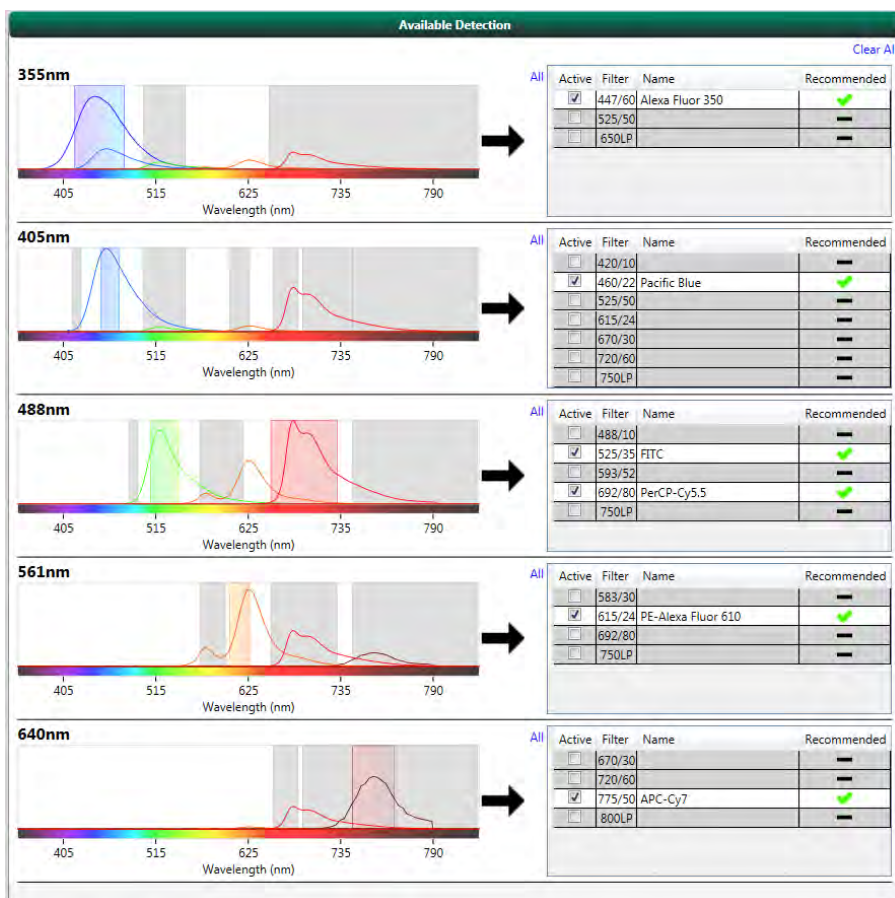 Available Detection
Clear Al
355nm
All
Active Filter Name Recommended
447/60 Alexa Fluor 350
525/50
650LP
405 515 625 735 790
Wavelength (nm)
405nm
All
Active Filter Name Recommended
420/10
460/22 Pacific Blue
525/50
615/24
670/30
720/60
750LP
405 515 625 735 790
Wavelength (nm)
488nm
All
Active Filter Name Recommended
488/10
525/35 FITC
593/52
692/80 PerCP-Cy5.5
750LP
405 515 625 735 790
Wavelength (nm)
561nm
All
Active Filter Name Recommended
583/30
615/24 PE-Alexa Fluor 610
692/80
750LP
405 515 625 735 790
Wavelength (nm)
640nm
All
Active Filter Name Recommended
670/30
720/60
775/50 APC-Cy7
800LP
405 515 625 735 790
Wavelength (nm)